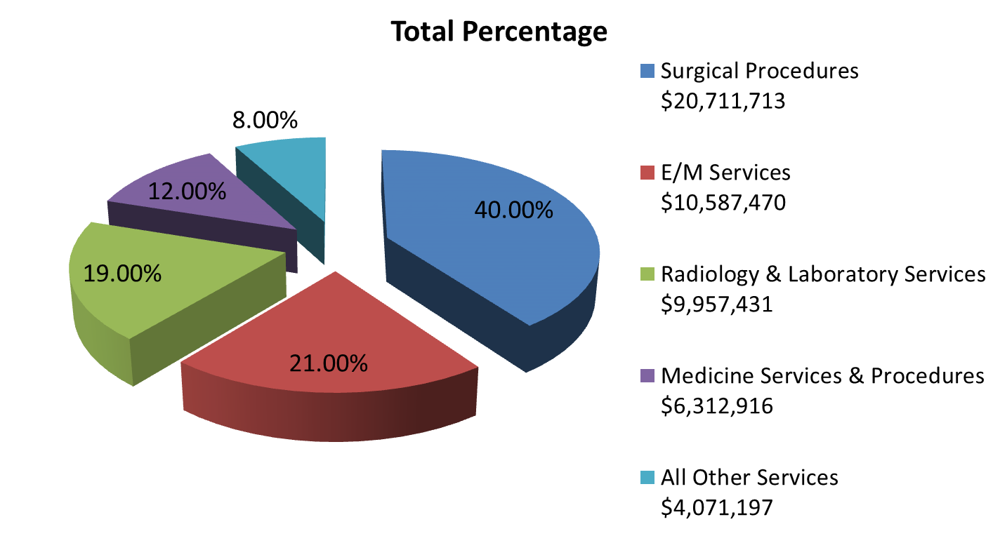 Total Percentage
8.00%
12.00%
40.00%
19.00%
21.00%
Surgical Procedures
$20,711,713
E/M Services
$10,587,470
Radiology & Laboratory Services
$9,957,431
Medicine Services & Procedures
$6,312,916
All Other Services
$4,071,197